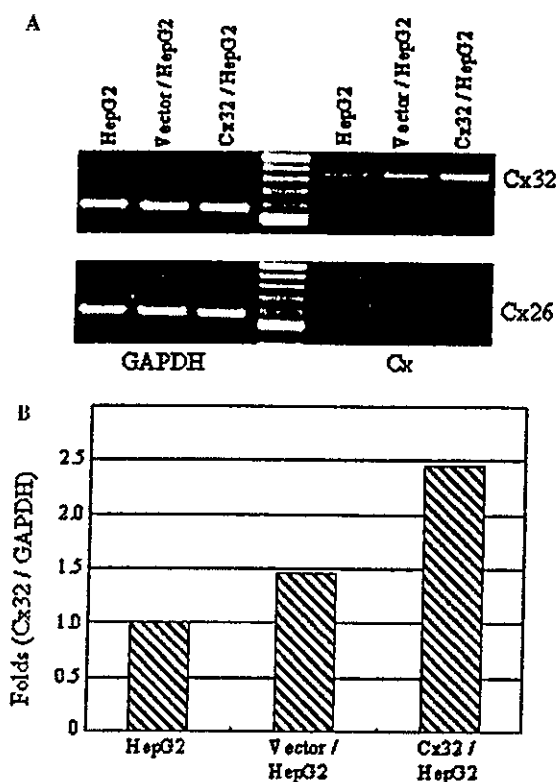 A
HepG2
Vector/HepG2
Cx32/HepG2
HepG2
Vector/HepG2
Cx32/HepG2
Cx32
Cx26
GAPDH
Cx
B
Folds (Cx32 / GAPDH)
2.5
2.0
1.5
1.0
0.5
0
HepG2
Vector /
HepG2
Cx32/
HepG2